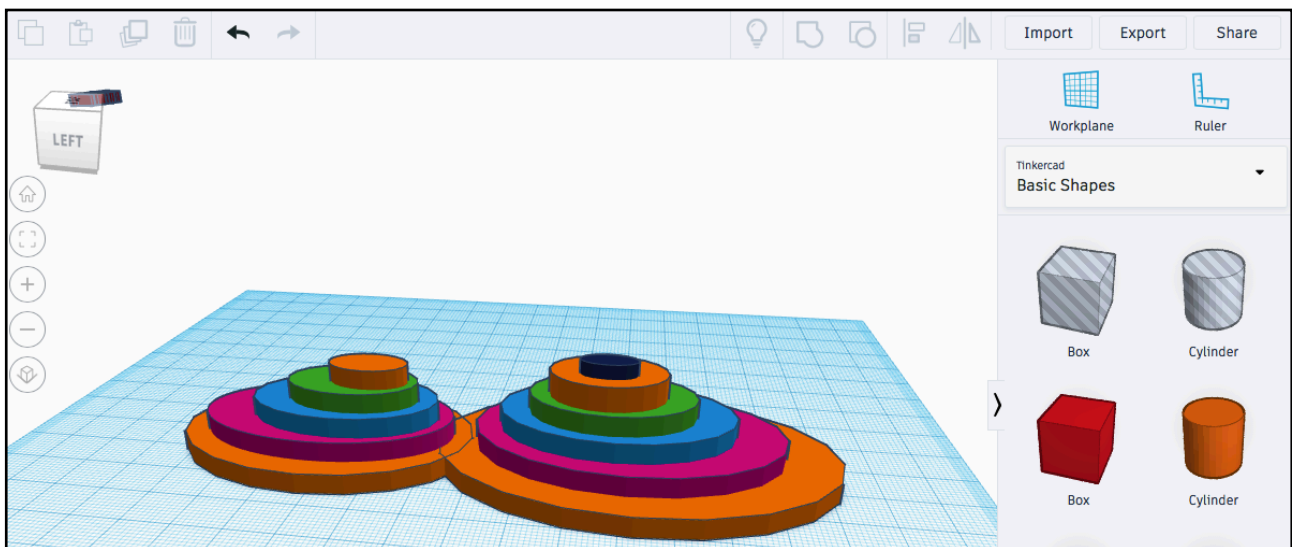 Import
Export
Share
LEFT
Workplane
Ruler
Tinkercad
Basic Shapes
Box
Cylinder
Box
Cylinder